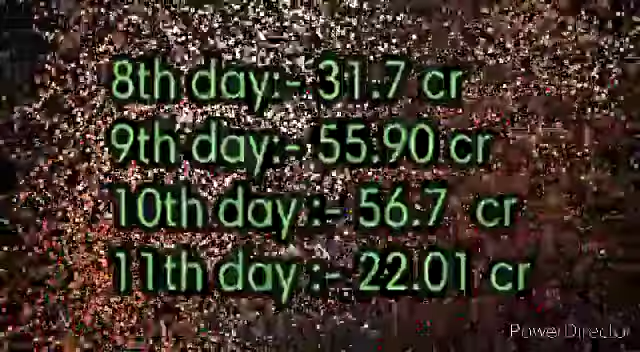 8th day:- 31.7 cr
9th day:- 55.90 cr
10th day :- 56.7 cr
11th day :- 22.01 cr
PowerDirector